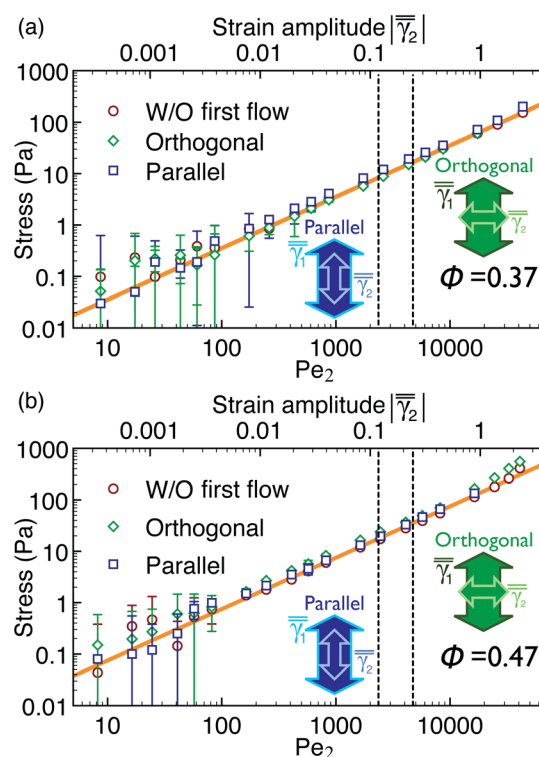 (a)
Strain amplitude |γ̿₂|
0.001 0.01 0.1 1
1000
100
10
1
0.1
0.01
Stress (Pa)
W/O first flow
Orthogonal
Parallel
Parallel
γ̿₁
γ̿₂
Orthogonal
γ̿₁
γ̿₂
Φ=0.37
10 100 1000 10000
Pe₂
(b)
Strain amplitude |γ̿₂|
0.001 0.01 0.1 1
1000
100
10
1
0.1
0.01
Stress (Pa)
W/O first flow
Orthogonal
Parallel
Parallel
γ̿₁
γ̿₂
Orthogonal
γ̿₁
γ̿₂
Φ=0.47
10 100 1000 10000
Pe₂